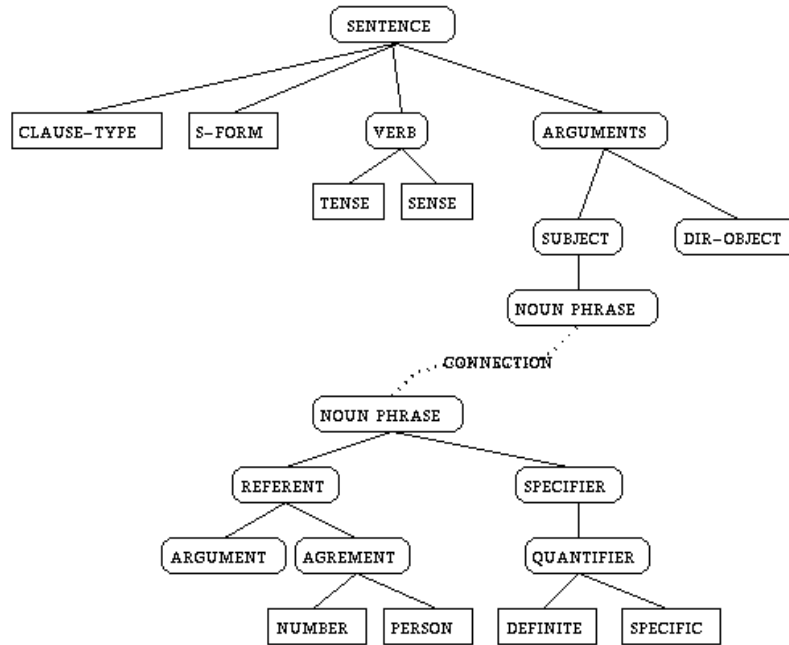 SENTENCE
CLAUSE-TYPE S-FORM VERB ARGUMENTS
TENSE SENSE
SUBJECT DIR-OBJECT
NOUN PHRASE
CONNECTION
NOUN PHRASE
REFERENT SPECIFIER
ARGUMENT AGREMENT QUANTIFIER
NUMBER PERSON DEFINITE SPECIFIC